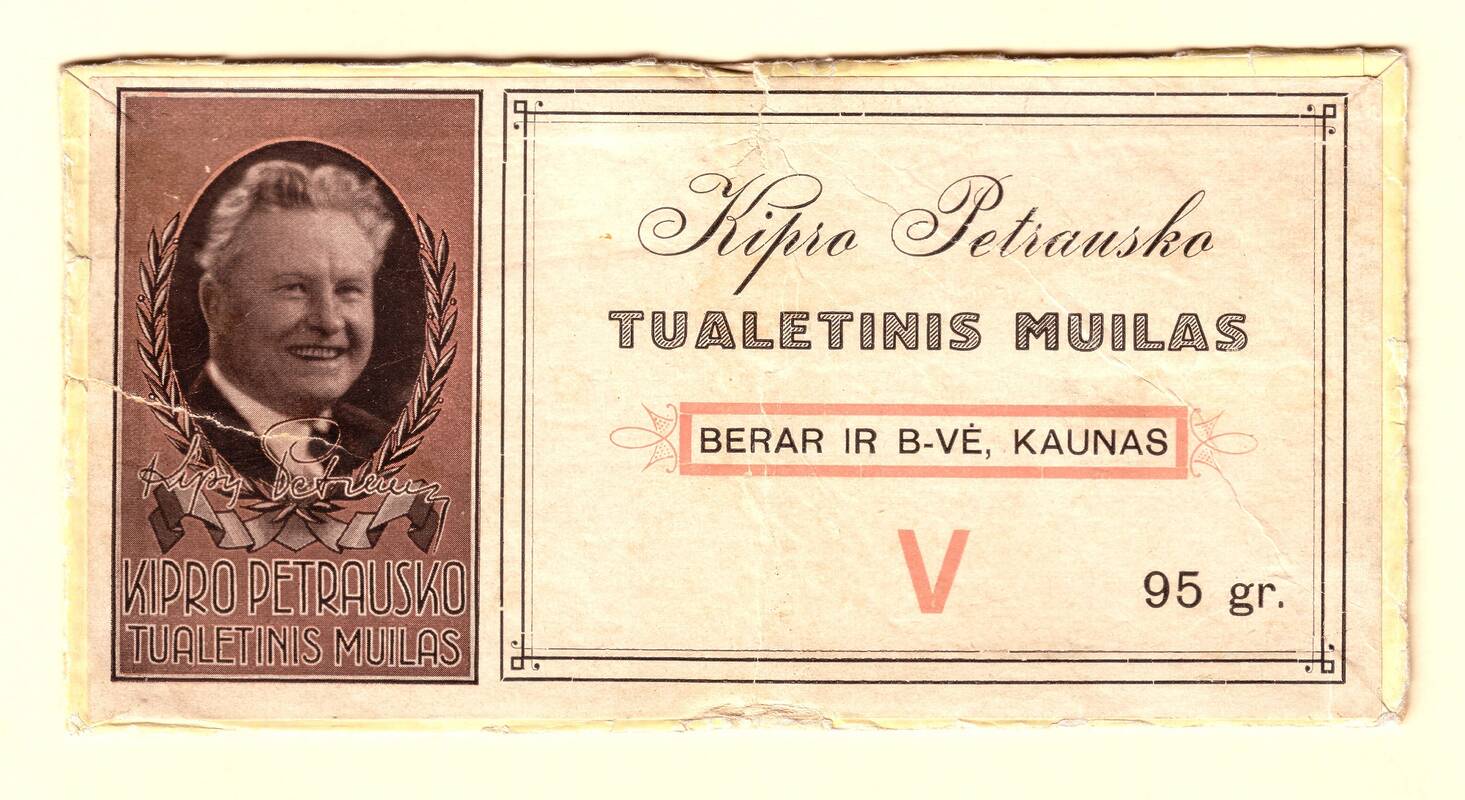 KIPRO PETRAUSKO
TUALETINIS MUILAS
Kipro Petrausko
TUALETINIS MUILAS
BERAR IR B-VĖ, KAUNAS
V
95 gr.